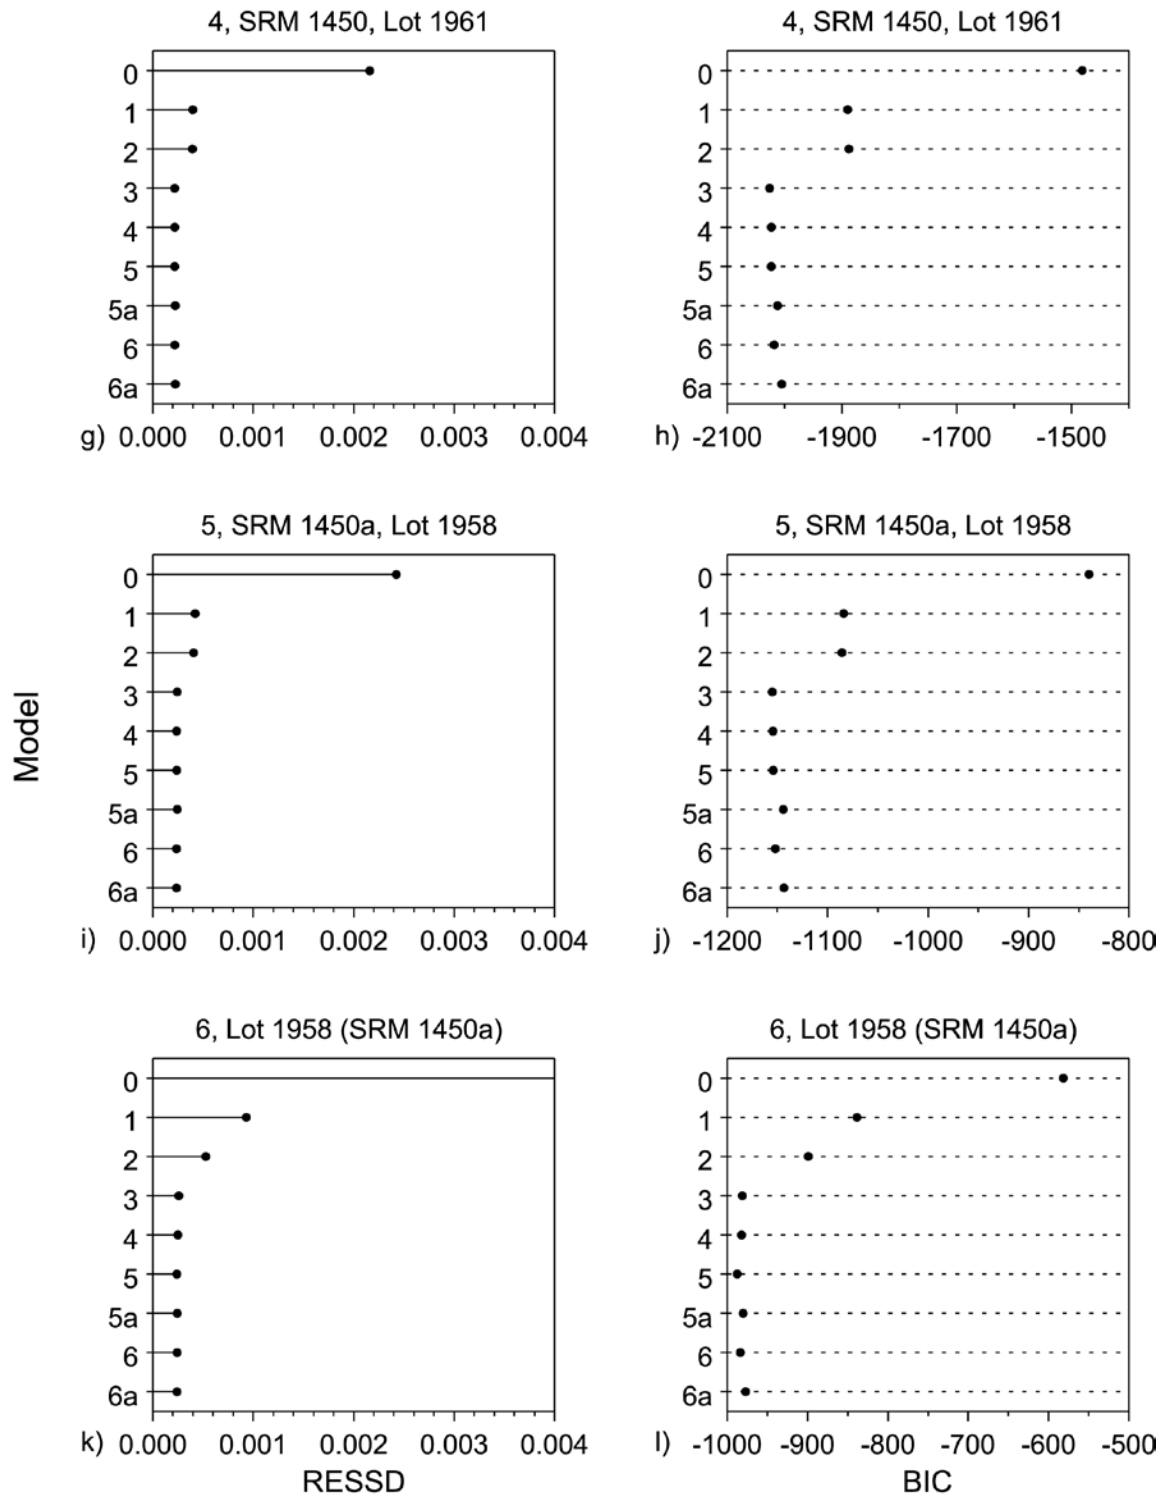 4, SRM 1450, Lot 1961
0
1
2
3
4
5
5a
6
6a
g) 0.000 0.001 0.002 0.003 0.004
4, SRM 1450, Lot 1961
0
1
2
3
4
5
5a
6
6a
h) -2100 -1900 -1700 -1500
Model
5, SRM 1450a, Lot 1958
0
1
2
3
4
5
5a
6
6a
i) 0.000 0.001 0.002 0.003 0.004
5, SRM 1450a, Lot 1958
0
1
2
3
4
5
5a
6
6a
j) -1200 -1100 -1000 -900 -800
6, Lot 1958 (SRM 1450a)
0
1
2
3
4
5
5a
6
6a
k) 0.000 0.001 0.002 0.003 0.004
RESSD
6, Lot 1958 (SRM 1450a)
0
1
2
3
4
5
5a
6
6a
l) -1000 -900 -800 -700 -600 -500
BIC